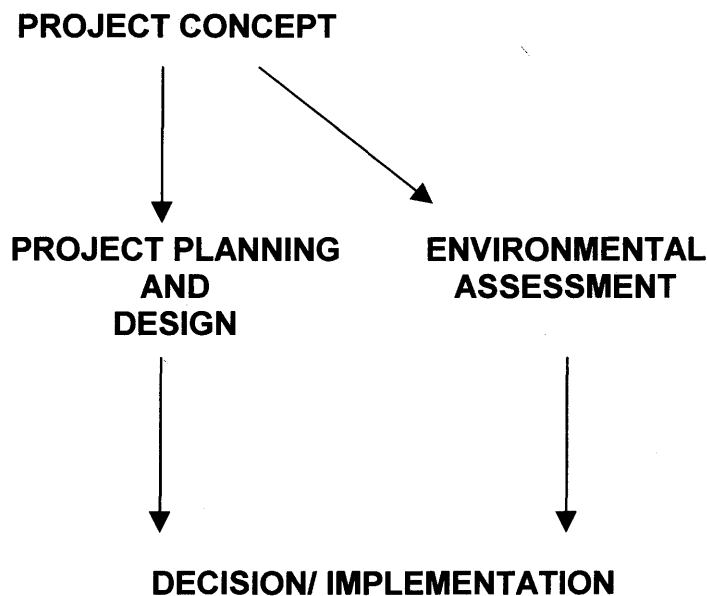 PROJECT CONCEPT
PROJECT PLANNING
AND
DESIGN
ENVIRONMENTAL
ASSESSMENT
DECISION/ IMPLEMENTATION